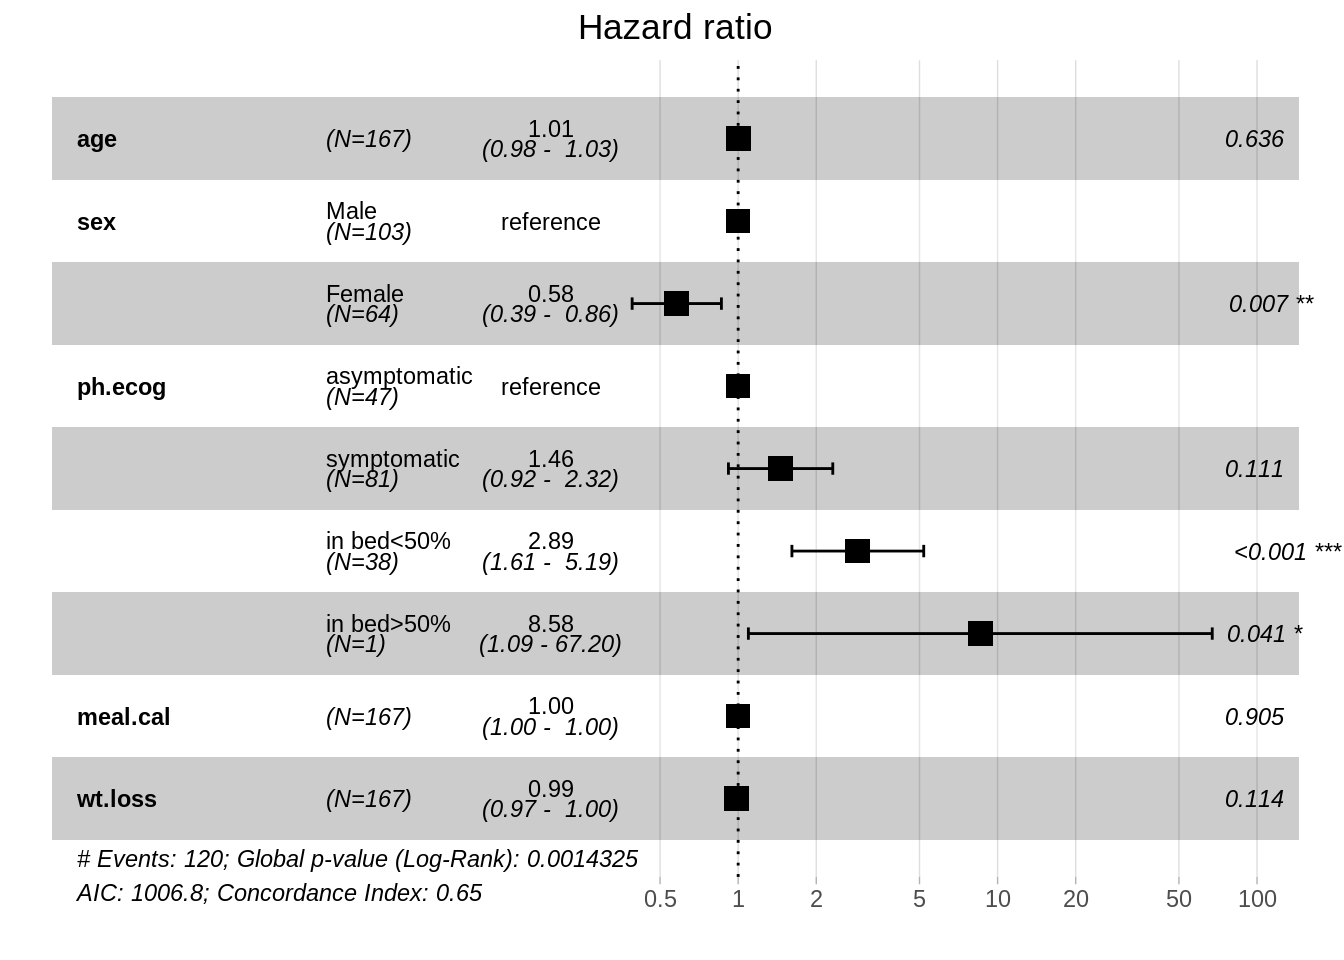 Hazard ratio
age (N=167) 1.01 0.636
(0.98 - 1.03)
sex Male reference
(N=103)
Female 0.58 0.007 **
(N=64) (0.39 - 0.86)
ph.ecog asymptomatic reference
(N=47)
symptomatic 1.46 0.111
(N=81) (0.92 - 2.32)
in bed<50% 2.89 <0.001 ***
(N=38) (1.61 - 5.19)
in bed>50% 8.58 0.041 *
(N=1) (1.09 - 67.20)
meal.cal (N=167) 1.00 0.905
(1.00 - 1.00)
wt.loss (N=167) 0.99 0.114
(0.97 - 1.00)
# Events: 120; Global p-value (Log-Rank): 0.0014325
AIC: 1006.8; Concordance Index: 0.65
0.5 1 2 5 10 20 50 100